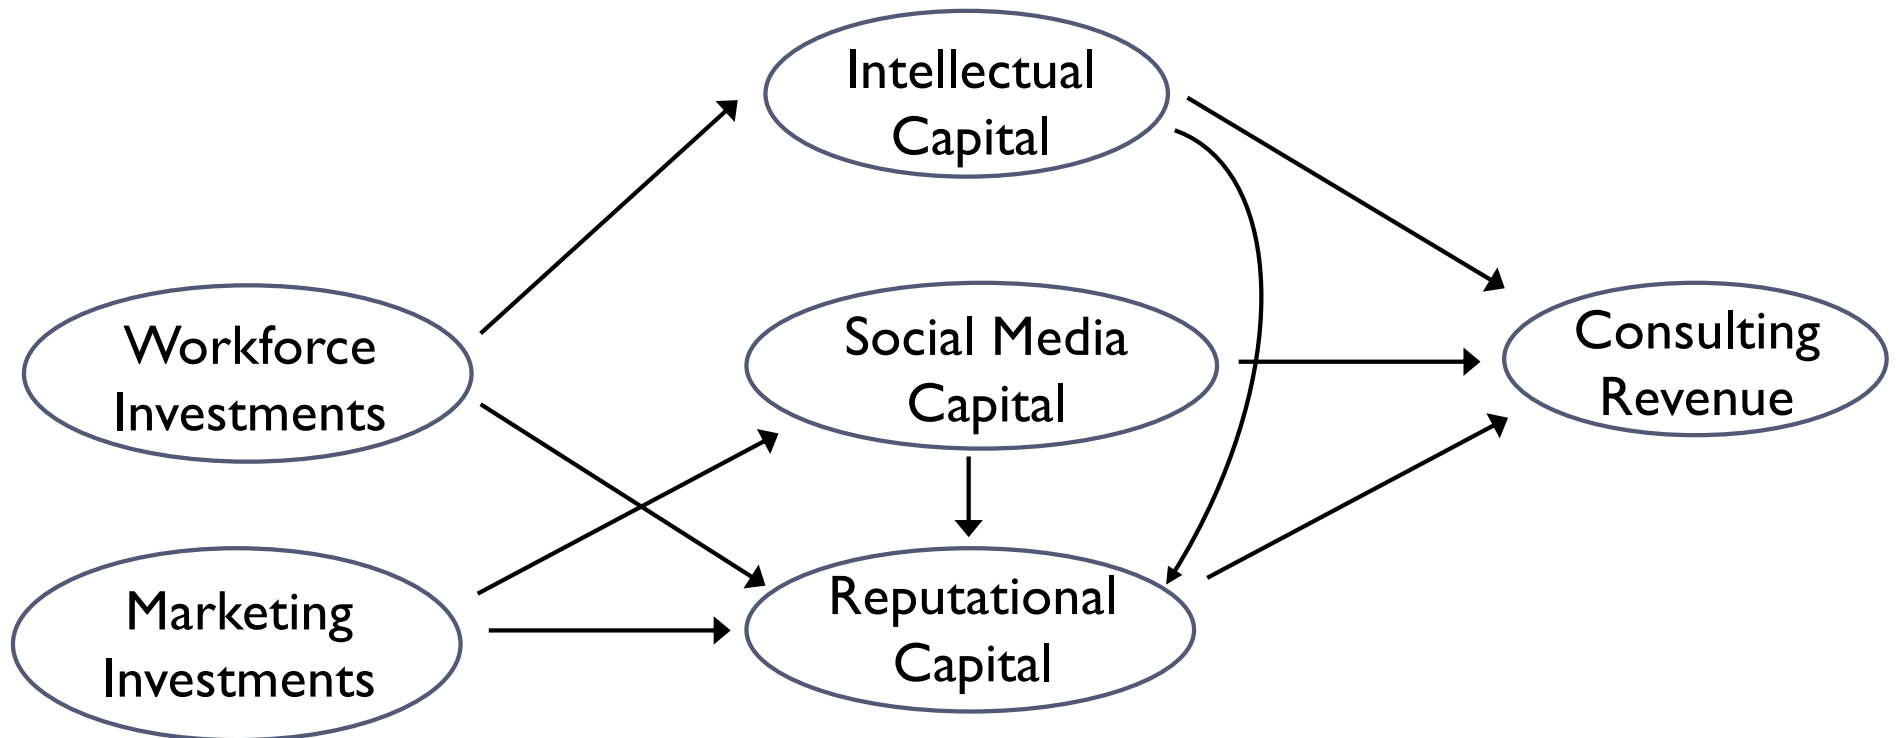 Intellectual
Capital
Workforce
Investments
Social Media
Capital
Consulting
Revenue
Marketing
Investments
Reputational
Capital